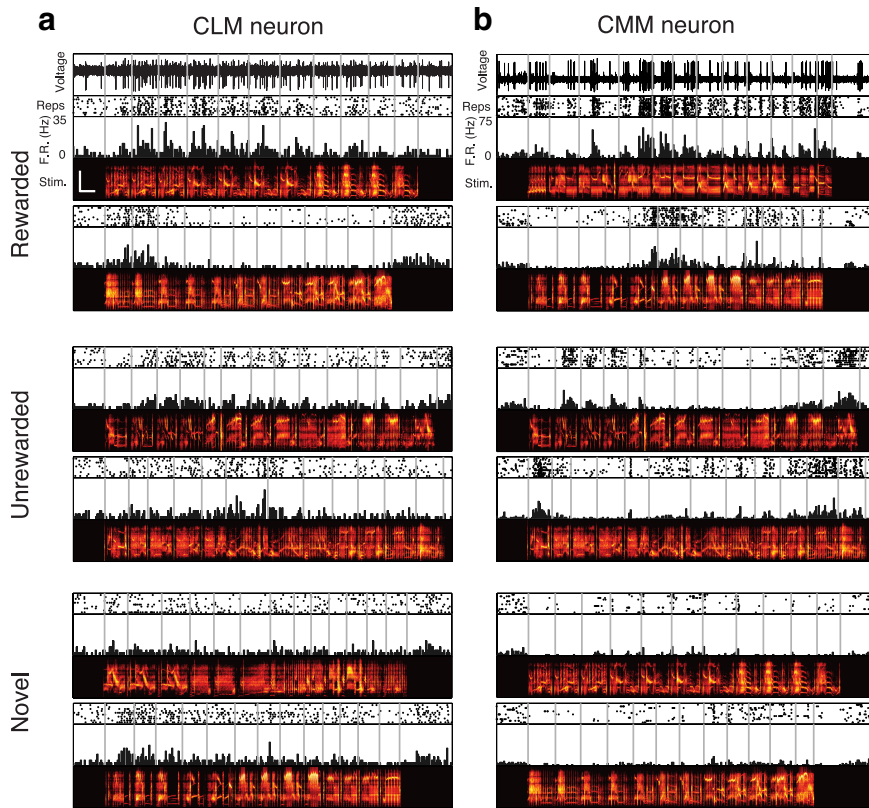 a
CLM neuron
b
CMM neuron
Rewarded
Voltage
Reps
35
F.R. (Hz)
0
Stim.
Voltage
Reps
75
F.R. (Hz)
0
Stim.
Unrewarded
Novel